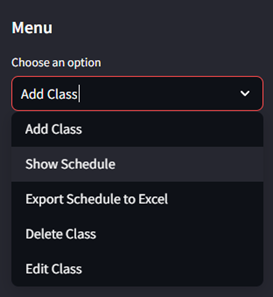 Menu
Choose an option
Add Class
Add Class
Show Schedule
Export Schedule to Excel
Delete Class
Edit Class